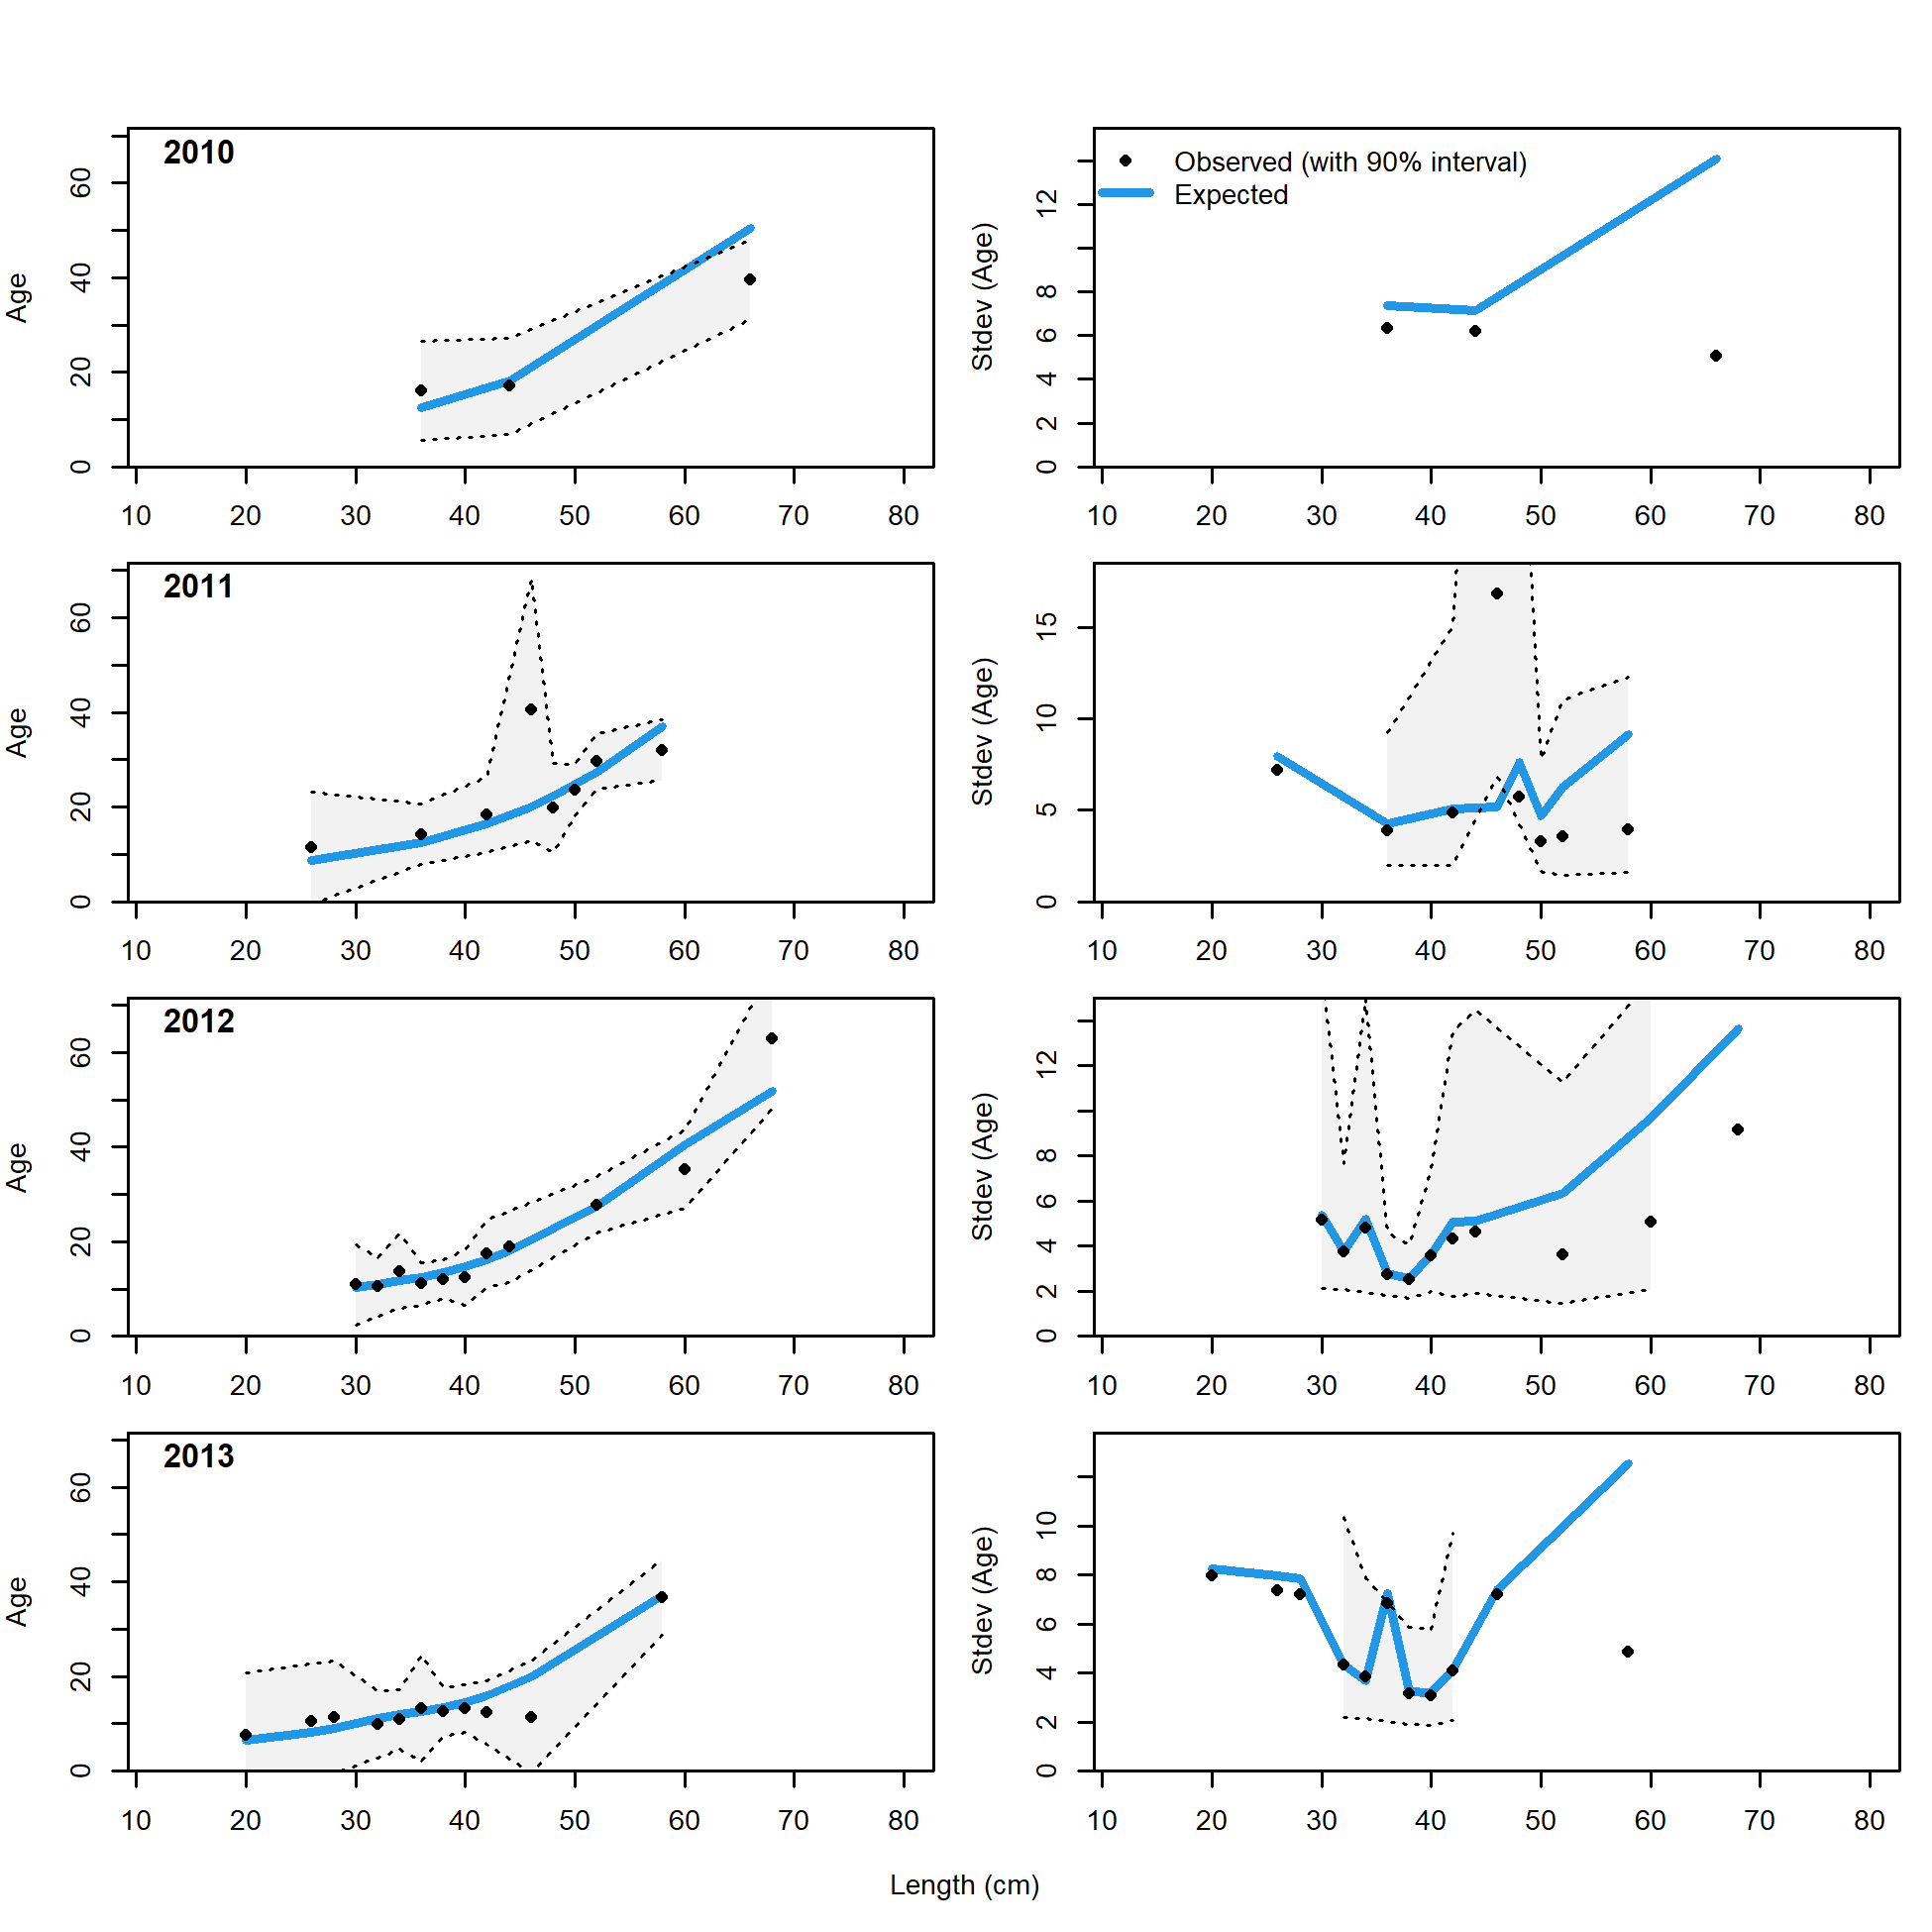 2010
Age
0 20 40 60
10 20 30 40 50 60 70 80
Observed (with 90% interval)
Expected
Stdev (Age)
0 2 4 6 8 12
10 20 30 40 50 60 70 80
2011
Age
0 20 40 60
10 20 30 40 50 60 70 80
Stdev (Age)
0 5 10 15
10 20 30 40 50 60 70 80
2012
Age
0 20 40 60
10 20 30 40 50 60 70 80
Stdev (Age)
0 2 4 6 8 12
10 20 30 40 50 60 70 80
2013
Age
0 20 40 60
10 20 30 40 50 60 70 80
Stdev (Age)
0 2 4 6 8 10
10 20 30 40 50 60 70 80
Length (cm)